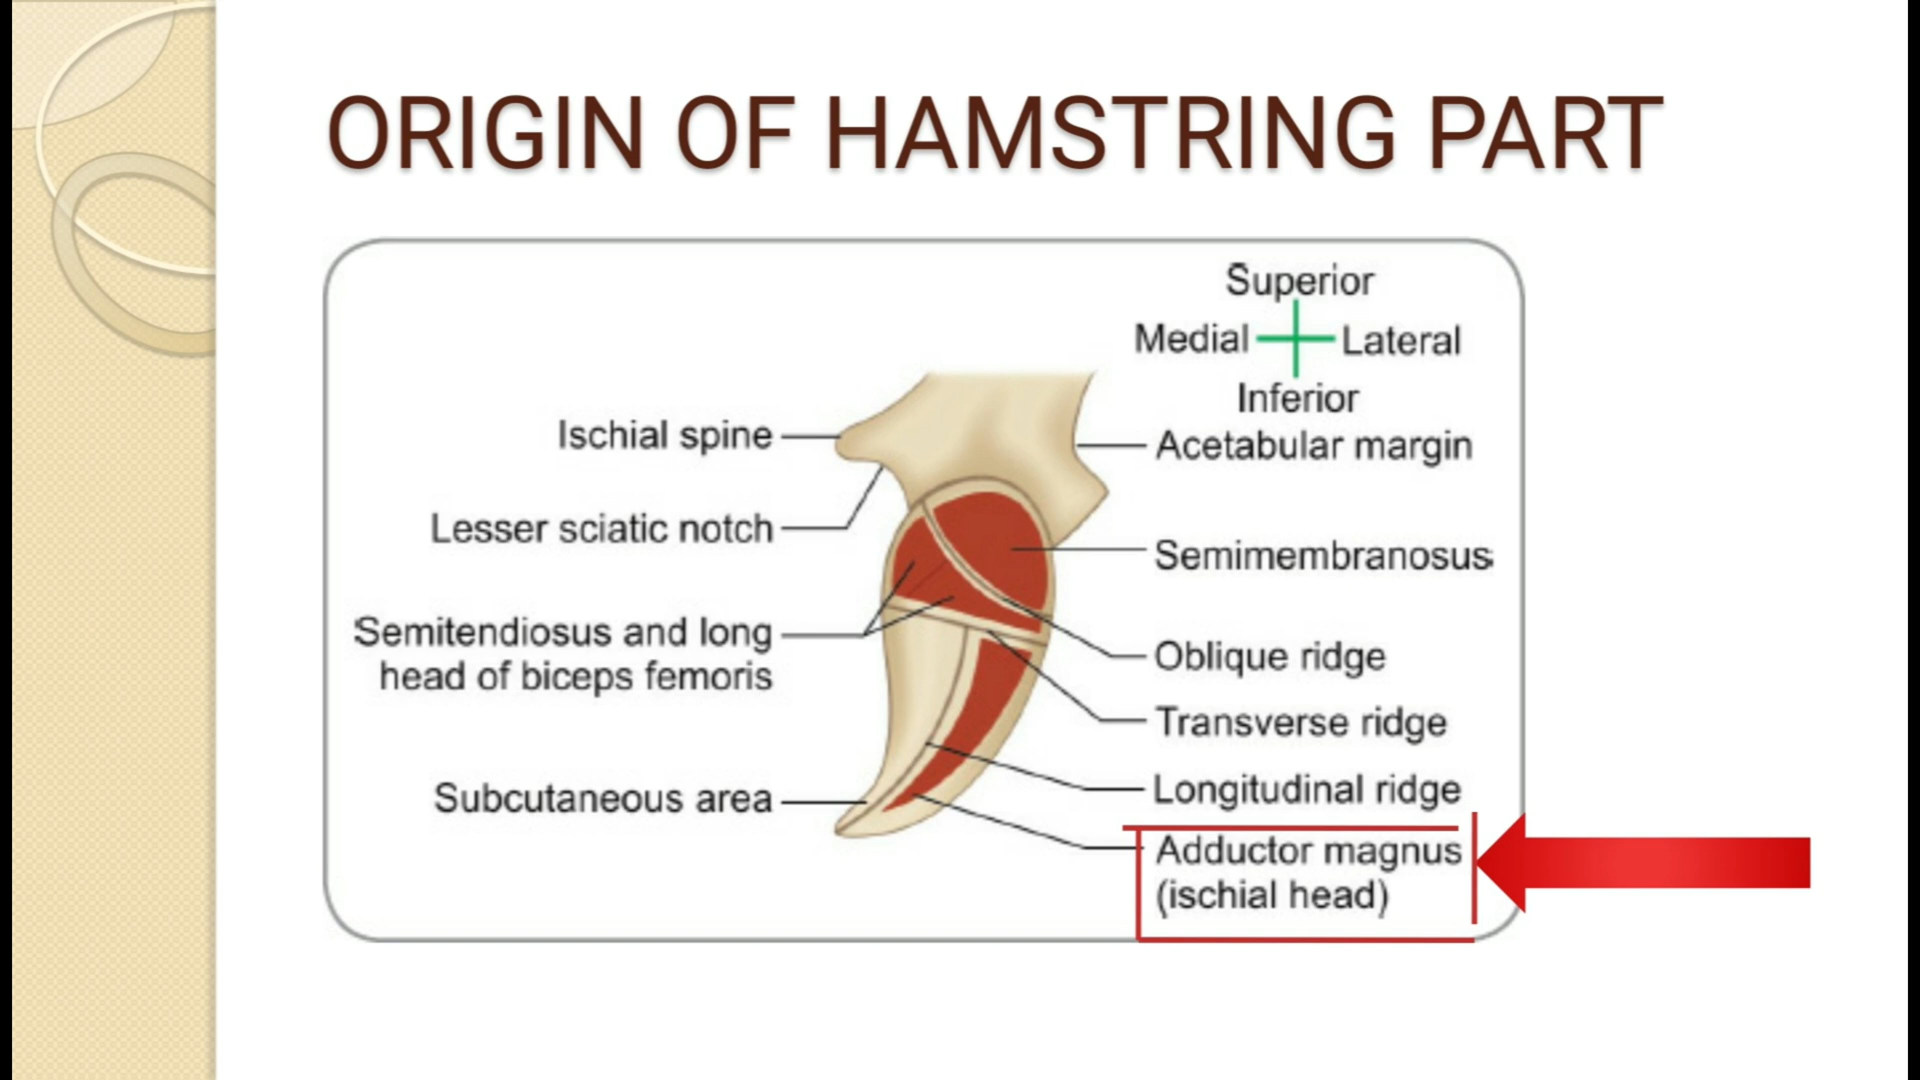 ORIGIN OF HAMSTRING PART
Superior
Medial
Lateral
Inferior
Ischial spine
Acetabular margin
Lesser sciatic notch
Semimembranosus
Semitendiosus and long
head of biceps femoris
Oblique ridge
Transverse ridge
Subcutaneous area
Longitudinal ridge
Adductor magnus
(ischial head)